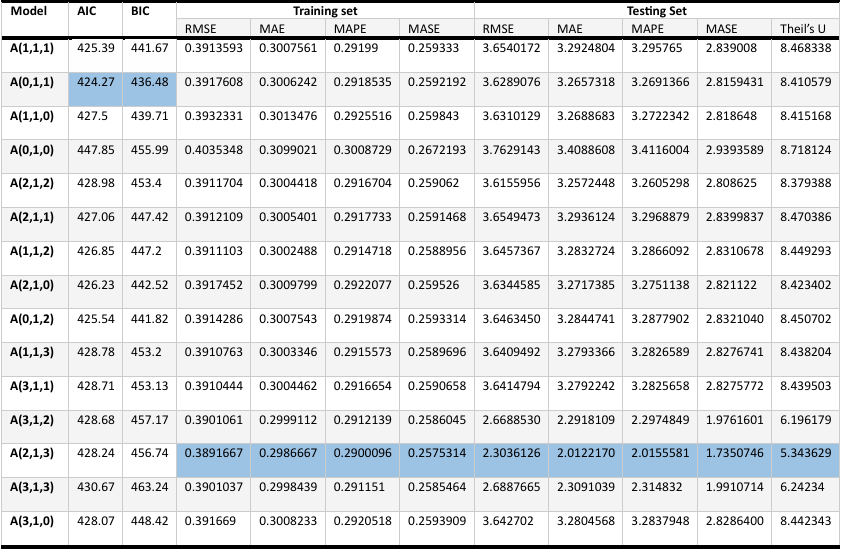 Model AIC BIC Training set Testing Set
RMSE MAE MAPE MASE RMSE MAE MAPE MASE Theil's U
A(1,1,1) 425.39 441.67 0.3913593 0.3007561 0.29199 0.259333 3.6540172 3.2924804 3.295765 2.839008 8.468338
A(0,1,1) 424.27 436.48 0.3917608 0.3006242 0.2918535 0.2592192 3.6289076 3.2657318 3.2691366 2.8159431 8.410579
A(1,1,0) 427.5 439.71 0.3932331 0.3013476 0.2925516 0.259843 3.6310129 3.2688683 3.2722342 2.818648 8.415168
A(0,1,0) 447.85 455.99 0.4035348 0.3099021 0.3008729 0.2672193 3.7629143 3.4088608 3.4116004 2.9393589 8.718124
A(2,1,2) 428.98 453.4 0.3911704 0.3004418 0.2916704 0.259062 3.6155956 3.2572448 3.2605298 2.808625 8.379388
A(2,1,1) 427.06 447.42 0.3912109 0.3005401 0.2917733 0.2591468 3.6549473 3.2936124 3.2968879 2.8399837 8.470386
A(1,1,2) 426.85 447.2 0.3911103 0.3002488 0.2914718 0.2588956 3.6457367 3.2832724 3.2866092 2.8310678 8.449293
A(2,1,0) 426.23 442.52 0.3917452 0.3009799 0.2922077 0.259526 3.6344585 3.2717385 3.2751138 2.821122 8.423402
A(0,1,2) 425.54 441.82 0.3914286 0.3007543 0.2919874 0.2593314 3.6463450 3.2844741 3.2877902 2.8321040 8.450702
A(1,1,3) 428.78 453.2 0.3910763 0.3003346 0.2915573 0.2589696 3.6409492 3.2793366 3.2826589 2.8276741 8.438204
A(3,1,1) 428.71 453.13 0.3910444 0.3004462 0.2916654 0.2590658 3.6414794 3.2792242 3.2825658 2.8275772 8.439503
A(3,1,2) 428.68 457.17 0.3901061 0.2999112 0.2912139 0.2586045 2.6688530 2.2918109 2.2974849 1.9761601 6.196179
A(2,1,3) 428.24 456.74 0.3891667 0.2986667 0.2900096 0.2575314 2.3036126 2.0122170 2.0155581 1.7350746 5.343629
A(3,1,3) 430.67 463.24 0.3901037 0.2998439 0.291151 0.2585464 2.6887665 2.3091039 2.314832 1.9910714 6.24234
A(3,1,0) 428.07 448.42 0.391669 0.3008233 0.2920518 0.2593909 3.642702 3.2804568 3.2837948 2.8286400 8.442343